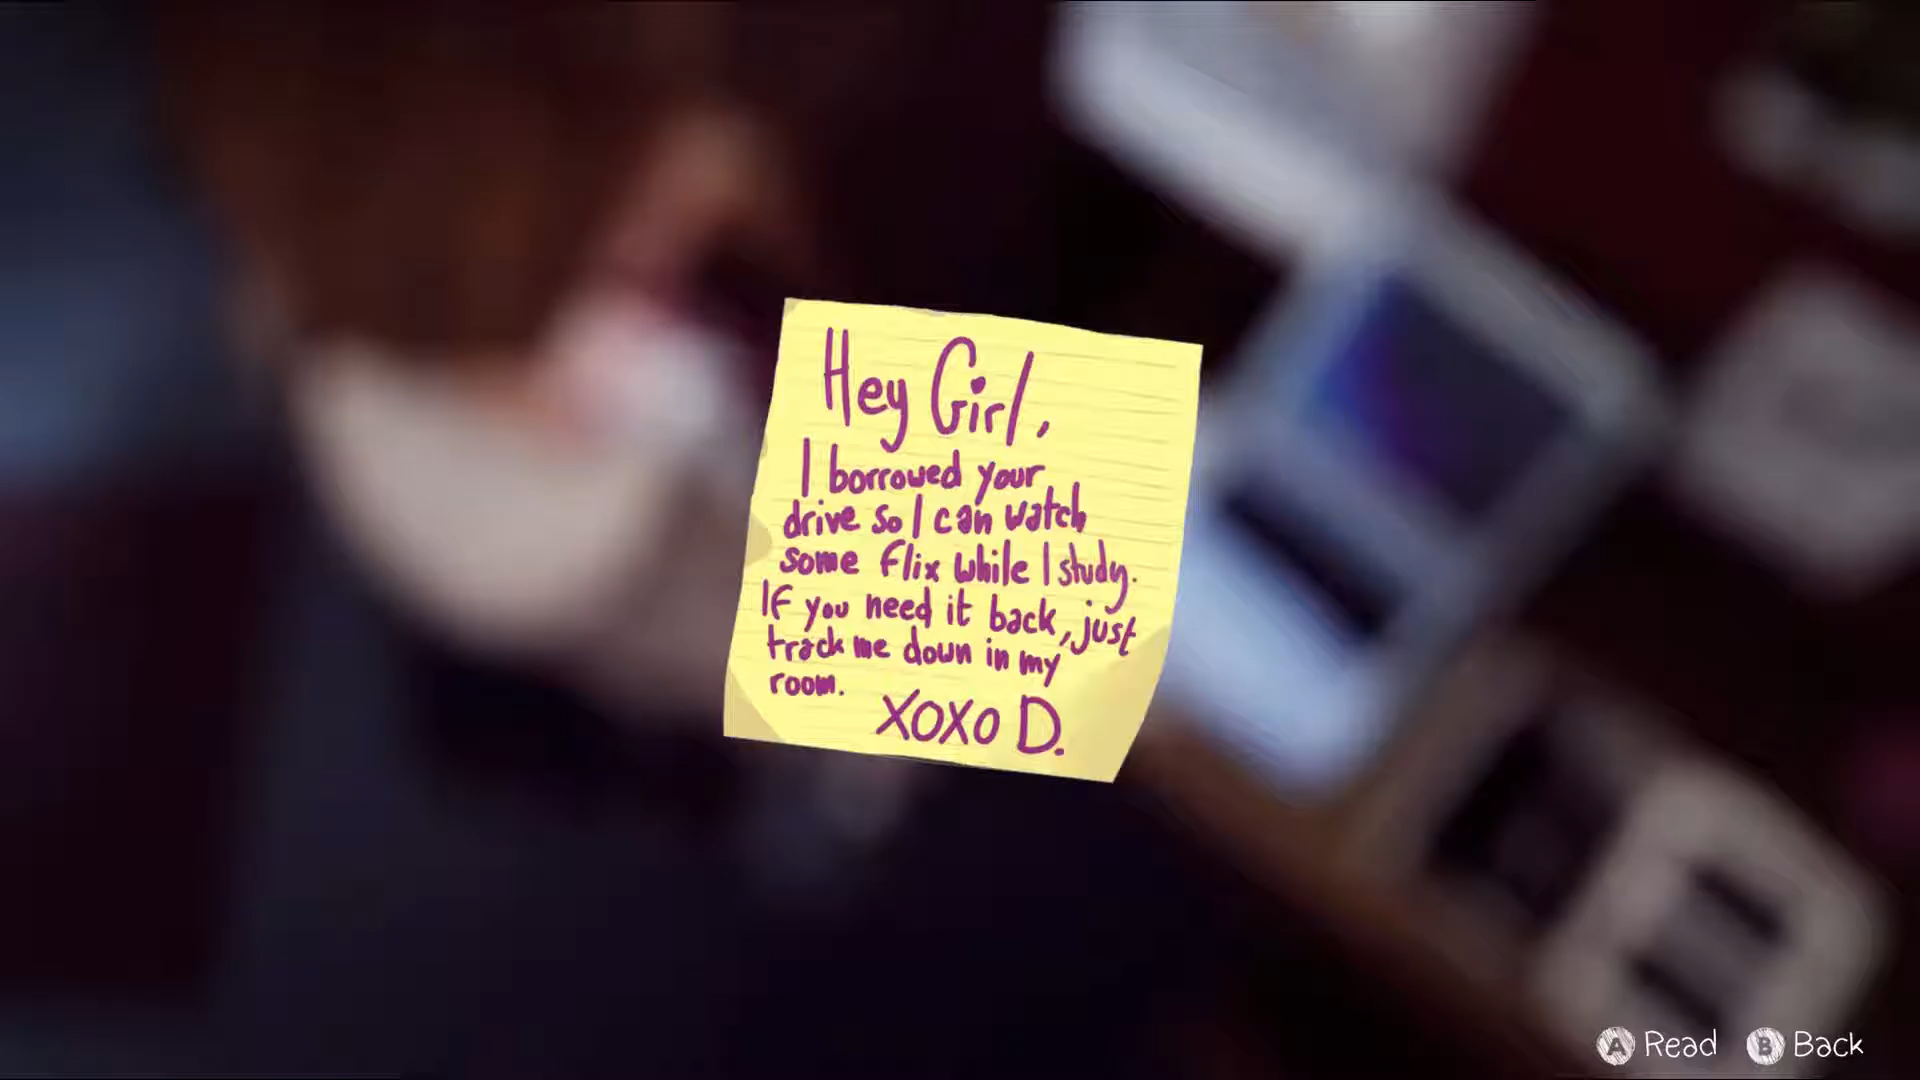 Hey Girl,
I borrowed your
drive so I can watch
some flix while I study.
If you need it back, just
track me down in my
room.
XOXO D.
A Read B Back